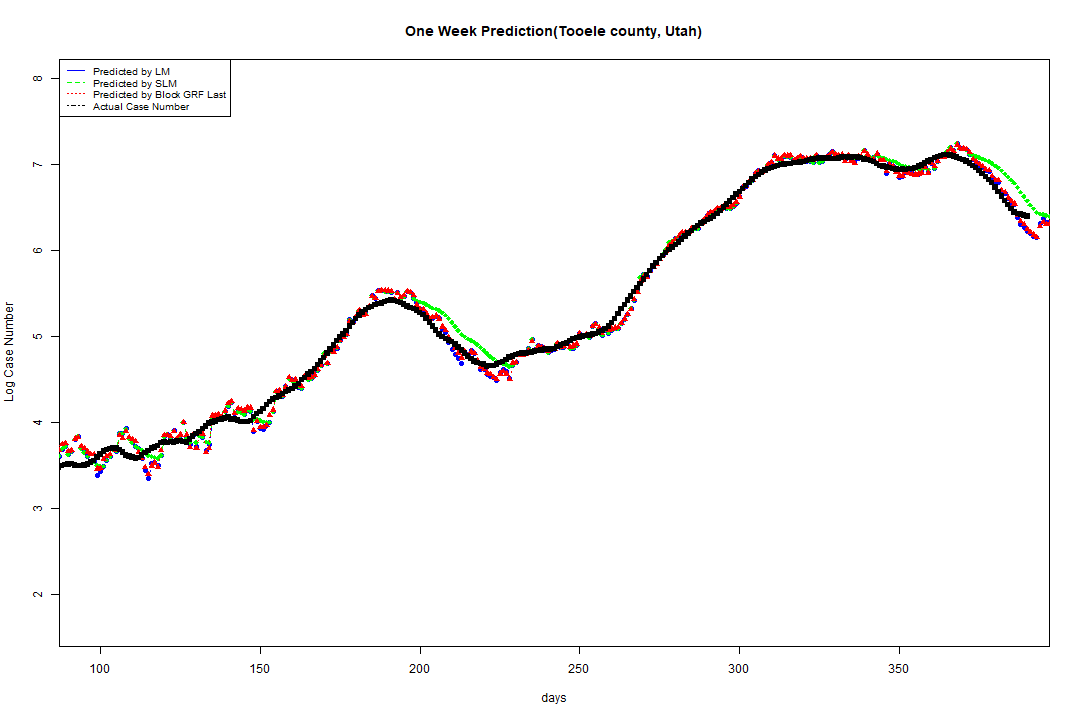 One Week Prediction(Tooele county, Utah)
Predicted by LM
Predicted by SLM
Predicted by Block GRF Last
Actual Case Number
8
7
6
5
4
3
2
Log Case Number
100 150 200 250 300 350
days